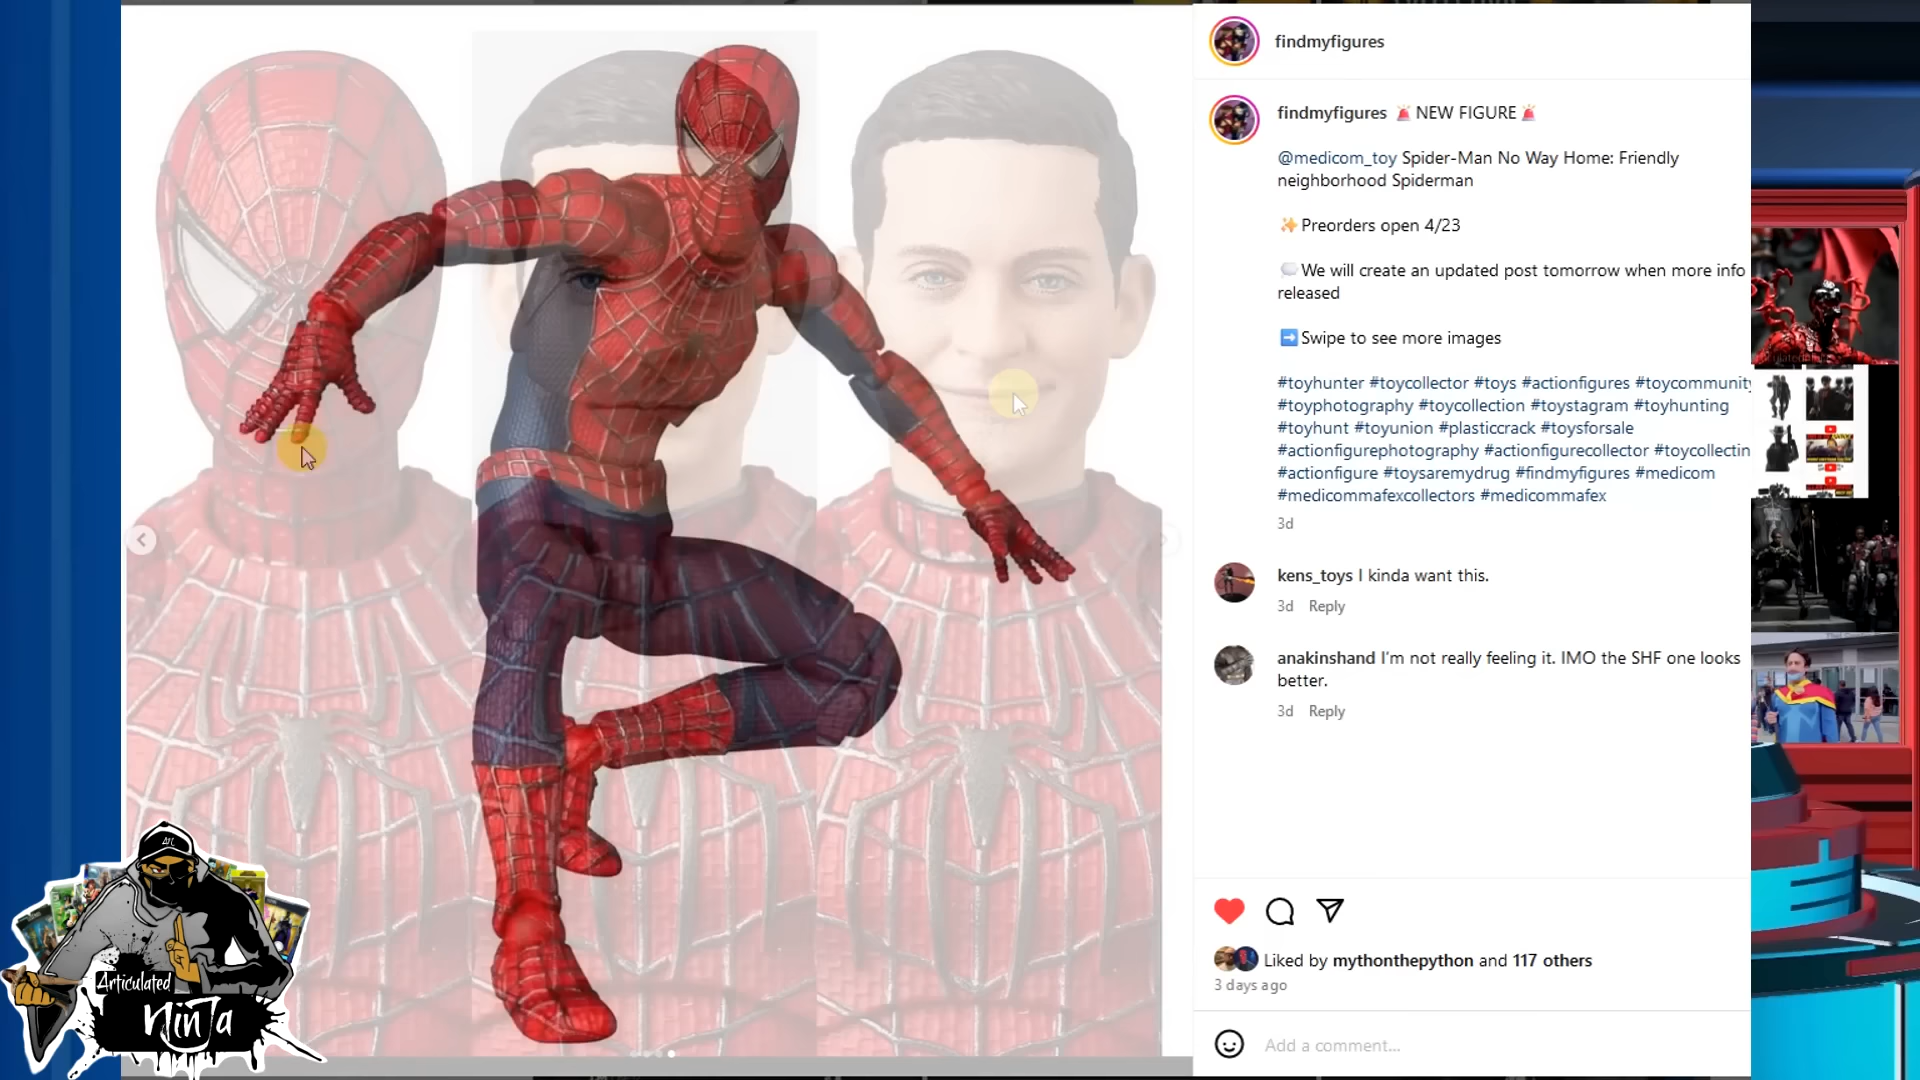 findmyfigures
findmyfigures 🚨 NEW FIGURE 🚨
@medicom_toy Spider-Man No Way Home: Friendly
neighborhood Spiderman
✨Preorders open 4/23
💭We will create an updated post tomorrow when more info
released
➡️Swipe to see more images
#toyhunter #toycollector #toys #actionfigures #toycommunity
#toyphotography #toycollection #toystagram #toyhunting
#toyhunt #toyunion #plasticcrack #toysforsale
#actionfigurephotography #actionfigurecollector #toycollectin
#actionfigure #toysaremydrug #findmyfigures #medicom
#medicommafexcollectors #medicommafex
3d
kens_toys I kinda want this.
3d Reply
anakinshand I'm not really feeling it. IMO the SHF one looks
better.
3d Reply
Liked by mythonthepython and 117 others
3 days ago
Add a comment...
Articulated
NinJa